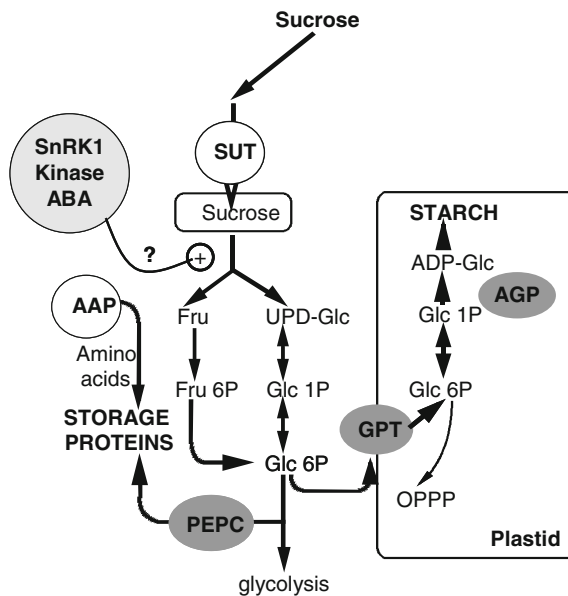 Sucrose
SnRK1
Kinase
ABA
SUT
Sucrose
?
+
AAP
Amino
acids
STORAGE
PROTEINS
Fru
UPD-Glc
Fru 6P
Glc 1P
Glc 6P
PEPC
glycolysis
STARCH
ADP-Glc
AGP
Glc 1P
Glc 6P
GPT
OPPP
Plastid